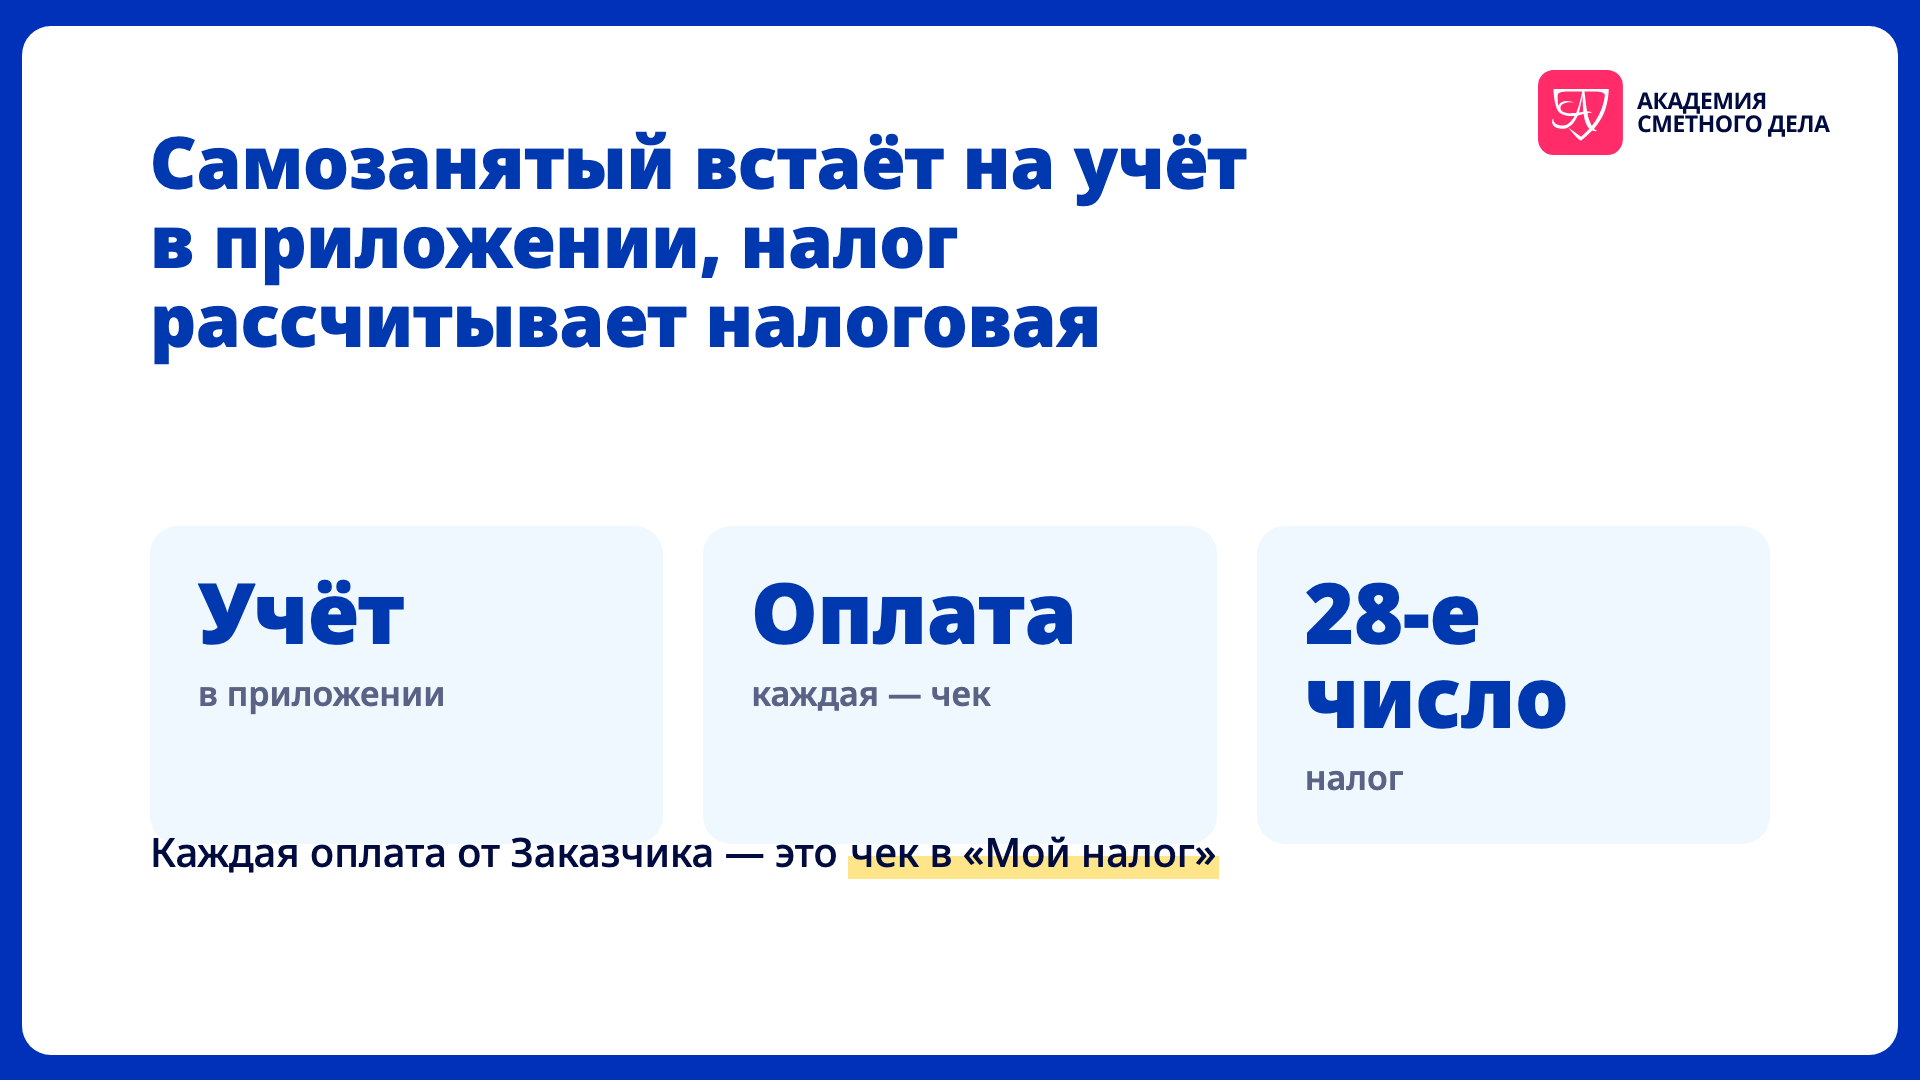 АКАДЕМИЯ
СМЕТНОГО ДЕЛА
Самозанятый встаёт на учёт
в приложении, налог
рассчитывает налоговая
Учёт
в приложении
Оплата
каждая — чек
28-е
число
налог
Каждая оплата от Заказчика — это чек в «Мой налог»